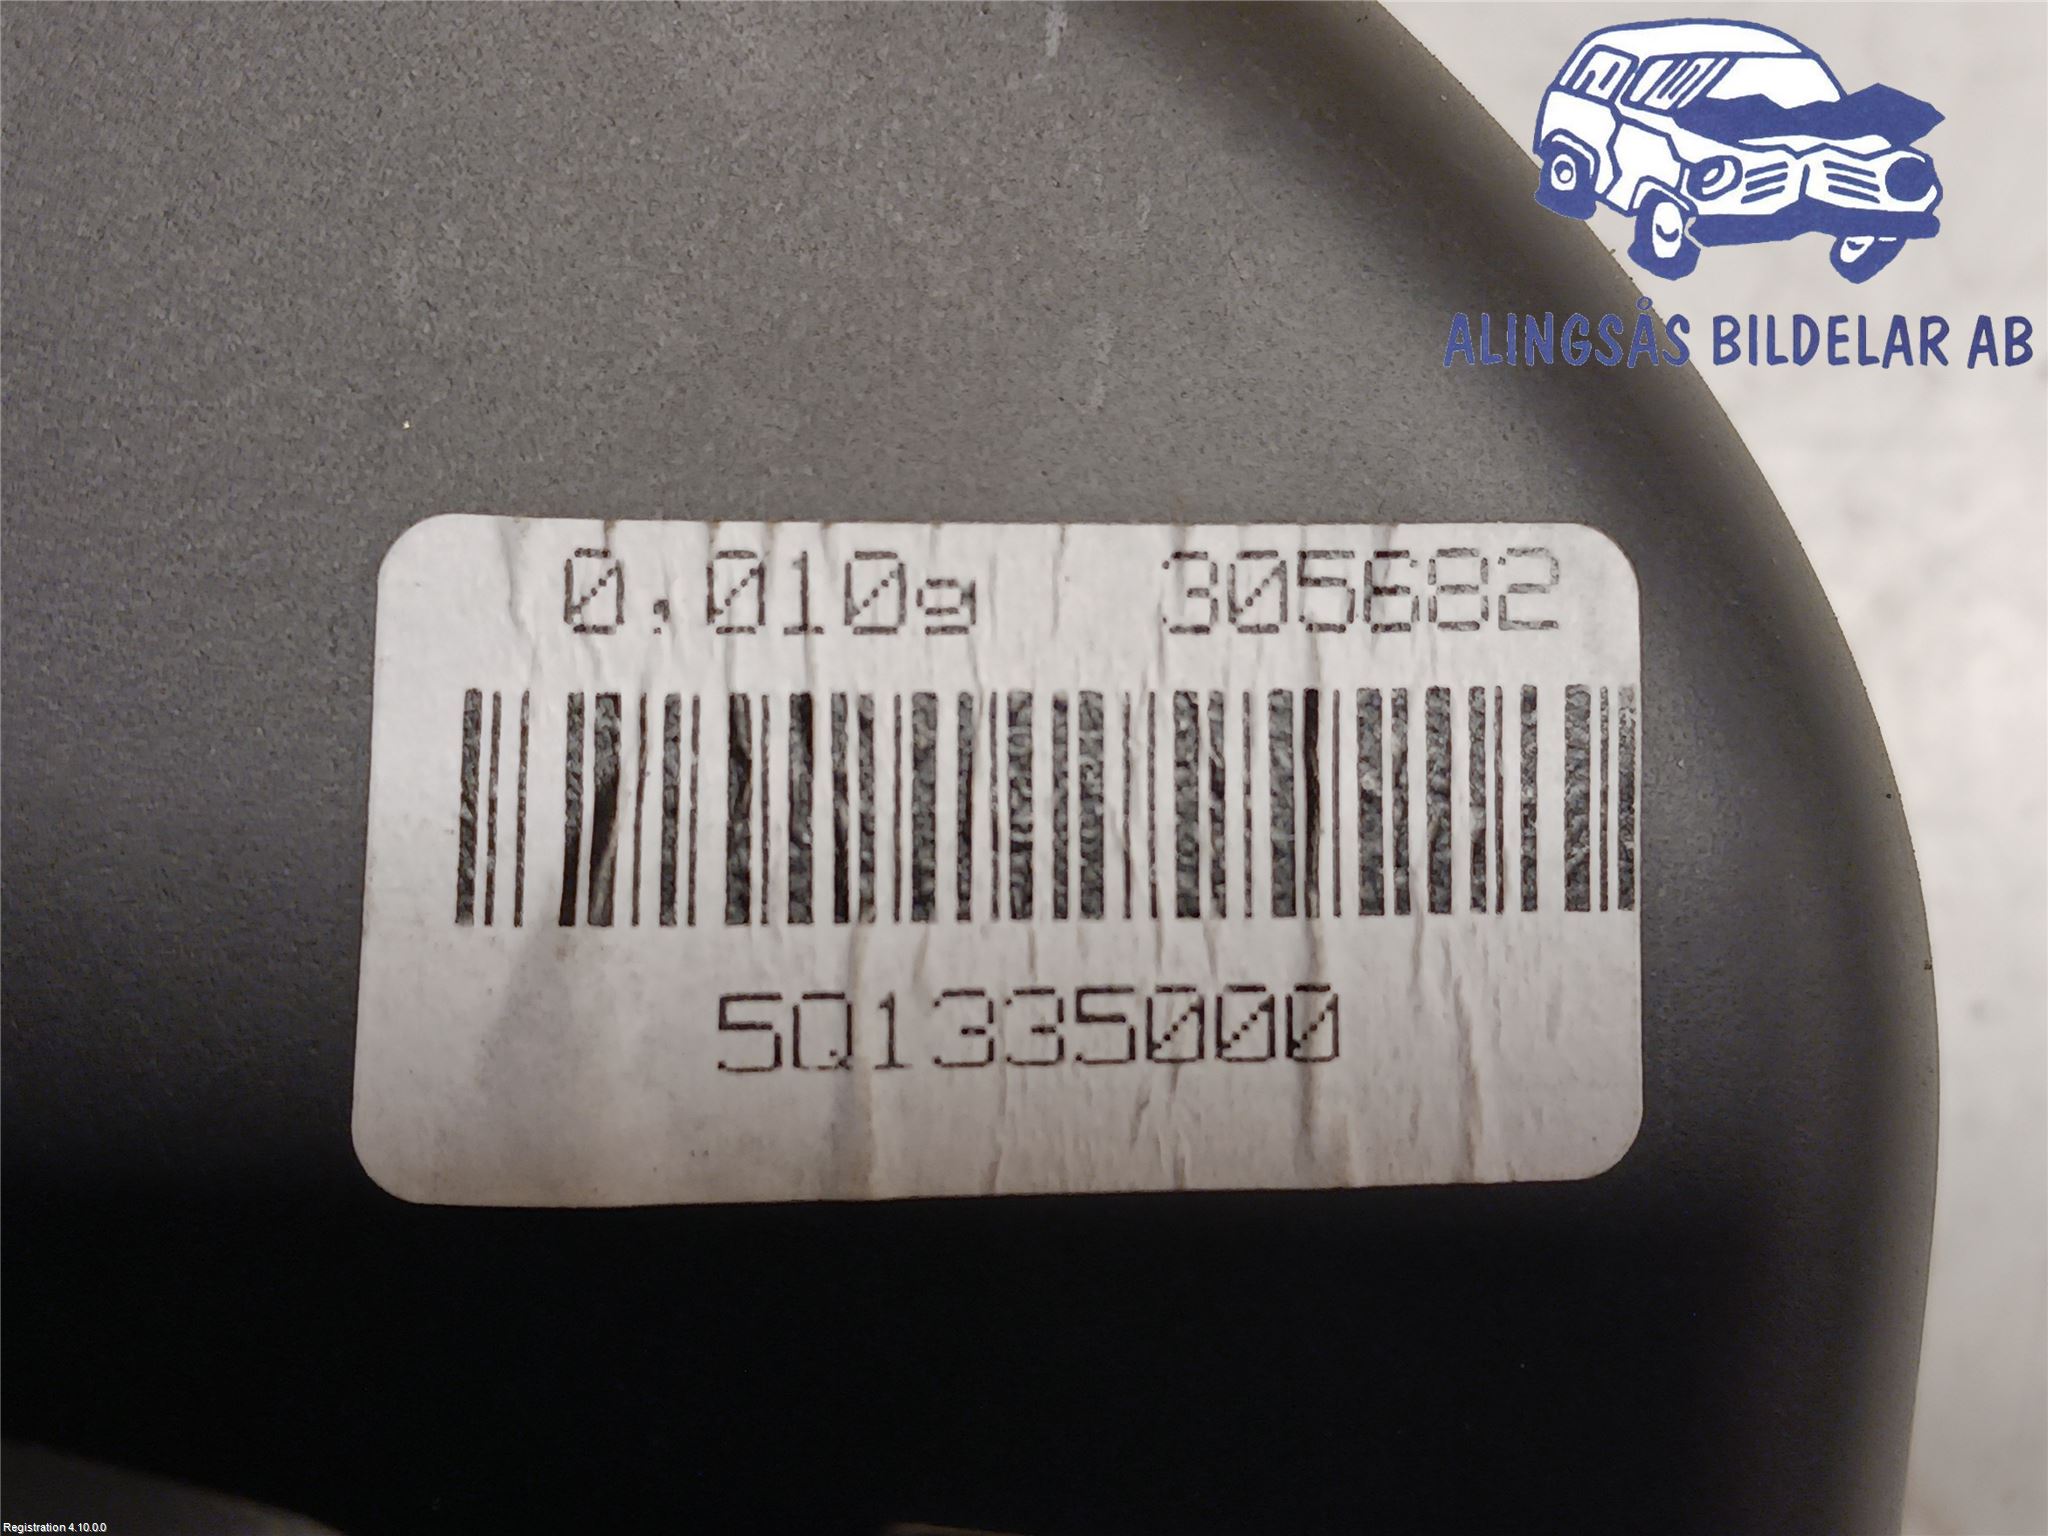 ALINGSÅS BILDELAR AB
0.010g 305682
5Q1335000
Registration 4.10.0.0